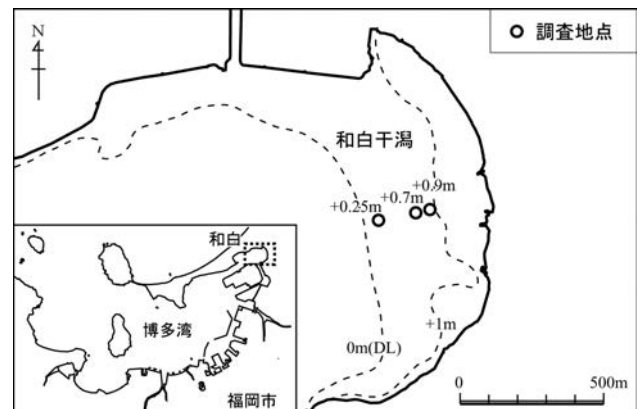 N
調査地点
和白干潟
+0.9m
+0.7m
+0.25m
和白
博多湾
福岡市
0m(DL)
+1m
0
500m